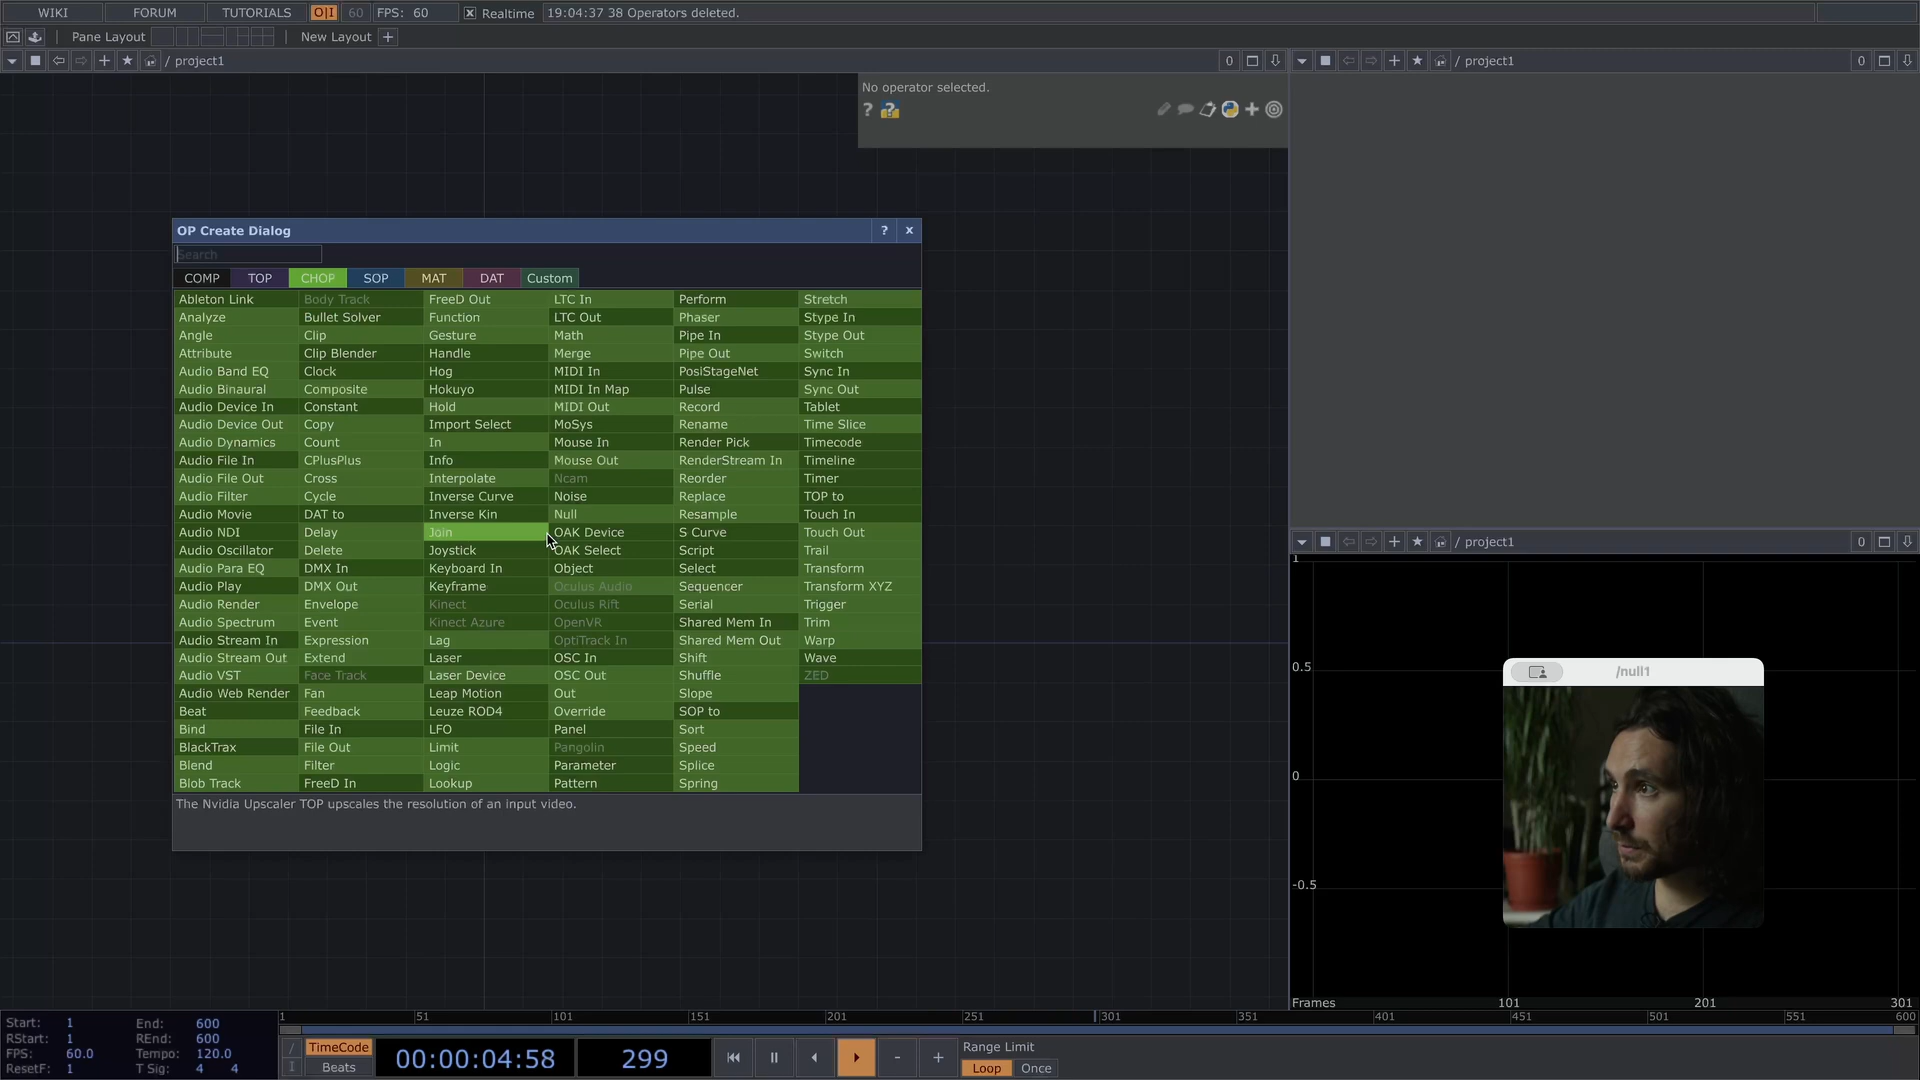 WIKI FORUM TUTORIALS O|I 60 FPS: 60 Realtime 19:04:37 38 Operators deleted.
Pane Layout New Layout +
/ project1 0 / project1 0
No operator selected.
OP Create Dialog ? x
Search
COMP TOP CHOP SOP MAT DAT Custom
Ableton Link Body Track FreeD Out LTC In Perform Stretch
Analyze Bullet Solver Function LTC Out Phaser Stype In
Angle Clip Gesture Math Pipe In Stype Out
Attribute Clip Blender Handle Merge Pipe Out Switch
Audio Band EQ Clock Hog MIDI In PosiStageNet Sync In
Audio Binaural Composite Hokuyo MIDI In Map Pulse Sync Out
Audio Device In Constant Hold MIDI Out Record Tablet
Audio Device Out Copy Import Select MoSys Rename Time Slice
Audio Dynamics Count In Mouse In Render Pick Timecode
Audio File In CPlusPlus Info Mouse Out RenderStream In Timeline
Audio File Out Cross Interpolate Ncam Reorder Timer
Audio Filter Cycle Inverse Curve Noise Replace TOP to
Audio Movie DAT to Inverse Kin Null Resample Touch In
Audio NDI Delay Join OAK Device S Curve Touch Out
Audio Oscillator Delete Joystick OAK Select Script Trail
Audio Para EQ DMX In Keyboard In Object Select Transform
Audio Play DMX Out Keyframe Oculus Audio Sequencer Transform XYZ
Audio Render Envelope Kinect Oculus Rift Serial Trigger
Audio Spectrum Event Kinect Azure OpenVR Shared Mem In Trim
Audio Stream In Expression Lag OptiTrack In Shared Mem Out Warp
Audio Stream Out Extend Laser OSC In Shift Wave
Audio VST Face Track Laser Device OSC Out Shuffle ZED
Audio Web Render Fan Leap Motion Out Slope
Beat Feedback Leuze ROD4 Override SOP to
Bind File In LFO Panel Sort
BlackTrax File Out Limit Pangolin Speed
Blend Filter Logic Parameter Splice
Blob Track FreeD In Lookup Pattern Spring
The Nvidia Upscaler TOP upscales the resolution of an input video.
/ project1 0
1
0.5
/null1
0
-0.5
Frames 101 201 301
1 51 101 151 201 251 301 351 401 451 501 551 600
Start: 1 End: 600
RStart: 1 REnd: 600
FPS: 60.0 Tempo: 120.0
ResetF: 1 T Sig: 4 4
TimeCode
Beats
00:00:04:58 299
Range Limit
Loop Once